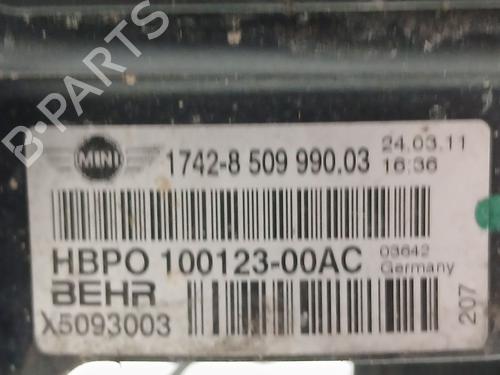 B-PARTS
MINI
1742-8 509 990.03
24.03.11
16:36
HBPO 100123-00AC
03642
Germany
BEHR
X5093003
207